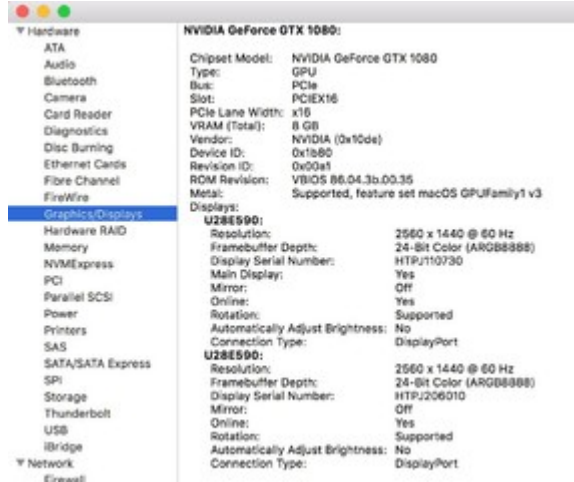 Hardware
ATA
Audio
Bluetooth
Camera
Card Reader
Diagnostics
Disc Burning
Ethernet Cards
Fibre Channel
FireWire
Graphics/Displays
Hardware RAID
Memory
NVMExpress
PCI
Parallel SCSI
Power
Printers
SAS
SATA/SATA Express
SPI
Storage
Thunderbolt
USB
iBridge
Network
Firewall
NVIDIA GeForce GTX 1080:
Chipset Model: NVIDIA GeForce GTX 1080
Type: GPU
Bus: PCIe
Slot: PCIEX16
PCIe Lane Width: x16
VRAM (Total): 8 GB
Vendor: NVIDIA (0x10de)
Device ID: 0x1b80
Revision ID: 0x00a1
ROM Revision: VBIOS 86.04.3b.00.35
Metal: Supported, feature set macOS GPUFamily1 v3
Displays:
U28E590:
Resolution: 2560 x 1440 @ 60 Hz
Framebuffer Depth: 24-Bit Color (ARGB8888)
Display Serial Number: HTPJ110730
Main Display: Yes
Mirror: Off
Online: Yes
Rotation: Supported
Automatically Adjust Brightness: No
Connection Type: DisplayPort
U28E590:
Resolution: 2560 x 1440 @ 60 Hz
Framebuffer Depth: 24-Bit Color (ARGB8888)
Display Serial Number: HTPJ206010
Mirror: Off
Online: Yes
Rotation: Supported
Automatically Adjust Brightness: No
Connection Type: DisplayPort